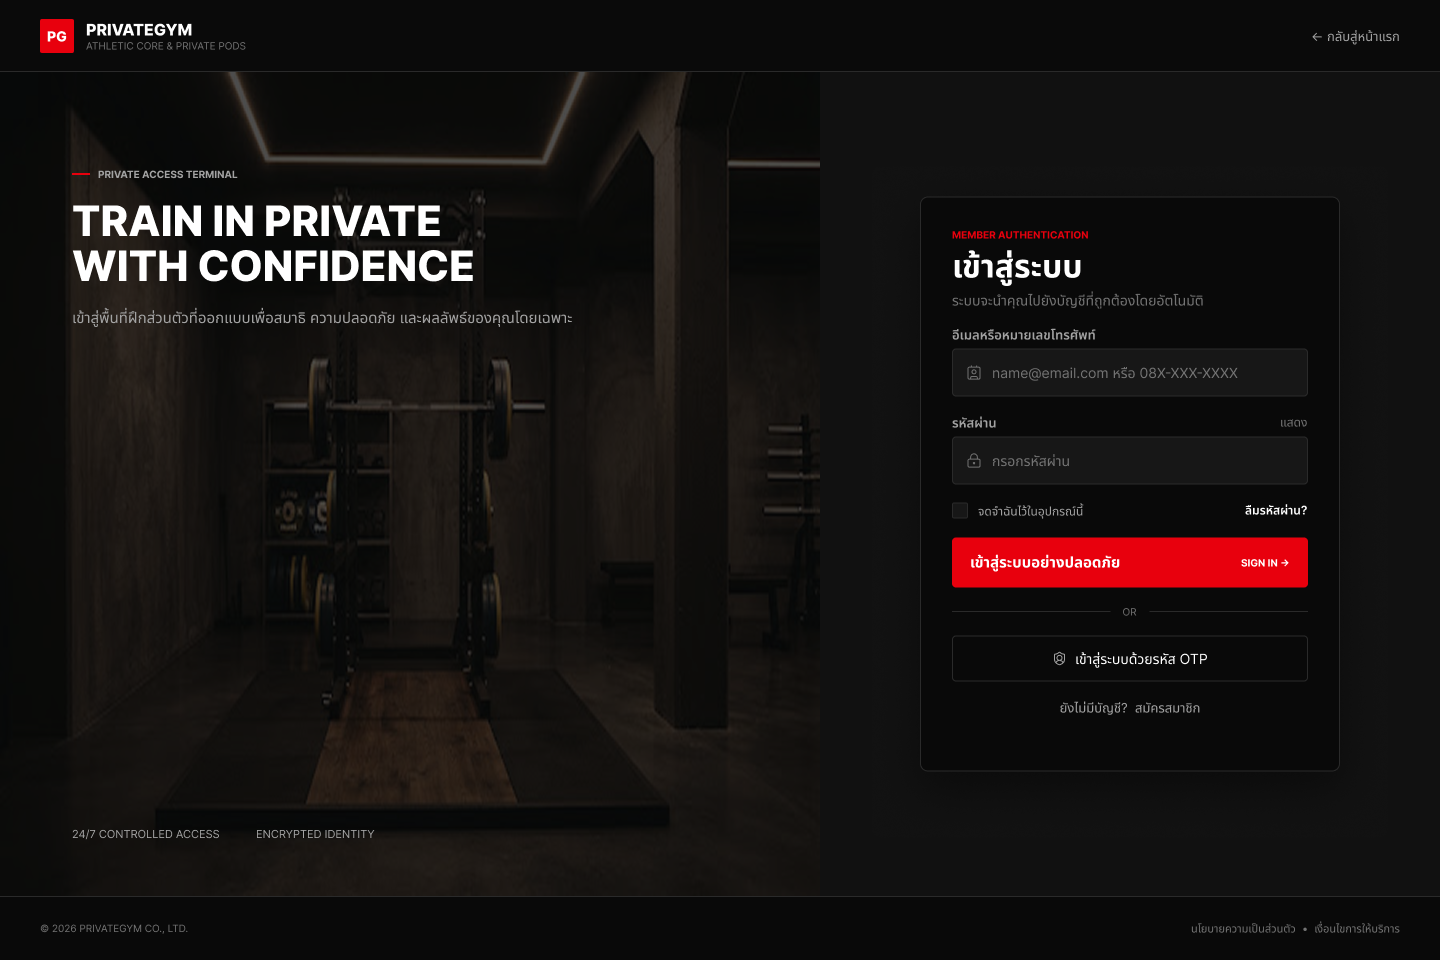 PG
PRIVATEGYM
ATHLETIC CORE & PRIVATE PODS
← กลับสู่หน้าแรก
PRIVATE ACCESS TERMINAL
TRAIN IN PRIVATE
WITH CONFIDENCE
เข้าสู่พื้นที่ฝึกส่วนตัวที่ออกแบบเพื่อสมาธิ ความปลอดภัย และผลลัพธ์ของคุณโดยเฉพาะ
24/7 CONTROLLED ACCESS
ENCRYPTED IDENTITY
MEMBER AUTHENTICATION
เข้าสู่ระบบ
ระบบจะนำคุณไปยังบัญชีที่ถูกต้องโดยอัตโนมัติ
อีเมลหรือหมายเลขโทรศัพท์
name@email.com หรือ 08X-XXX-XXXX
รหัสผ่าน
แสดง
กรอกรหัสผ่าน
จดจำฉันไว้ในอุปกรณ์นี้
ลืมรหัสผ่าน?
เข้าสู่ระบบอย่างปลอดภัย
SIGN IN →
OR
เข้าสู่ระบบด้วยรหัส OTP
ยังไม่มีบัญชี? สมัครสมาชิก
© 2026 PRIVATEGYM CO., LTD.
นโยบายความเป็นส่วนตัว • เงื่อนไขการให้บริการ